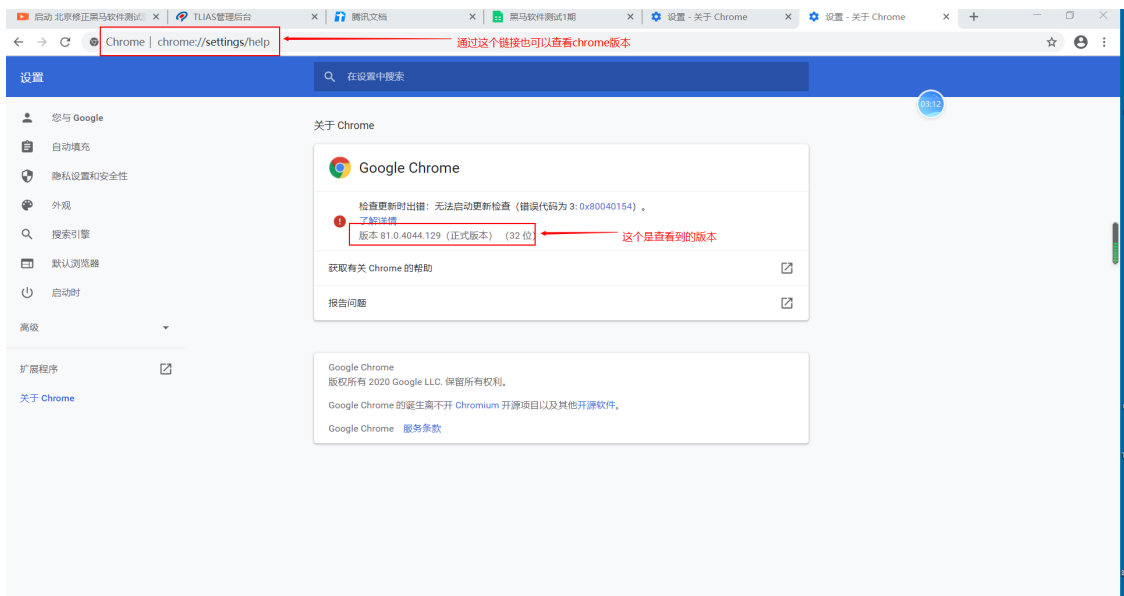 启动 北京修正黑马软件测试
TLIAS管理后台
腾讯文档
黑马软件测试1期
设置 - 关于 Chrome
设置 - 关于 Chrome
Chrome | chrome://settings/help
通过这个链接也可以查看chrome版本
设置
在设置中搜索
03:12
您与 Google
自动填充
隐私设置和安全性
外观
搜索引擎
默认浏览器
启动时
高级
扩展程序
关于 Chrome
关于 Chrome
Google Chrome
检查更新时出错：无法启动更新检查（错误代码为 3: 0x80040154）。
了解详情
版本 81.0.4044.129（正式版本） （32 位）
这个是查看到的版本
获取有关 Chrome 的帮助
报告问题
Google Chrome
版权所有 2020 Google LLC. 保留所有权利。
Google Chrome 的诞生离不开 Chromium 开源项目以及其他开源软件。
Google Chrome 服务条款